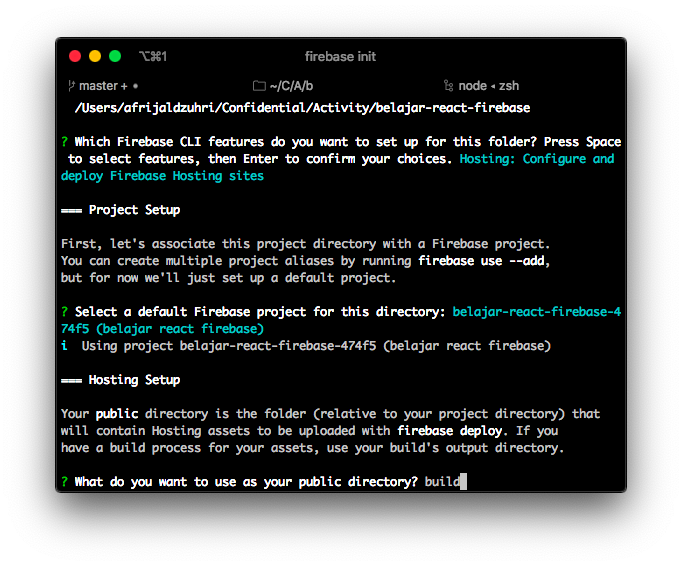 ⌥⌘1 firebase init
master + • ~/C/A/b node ◂ zsh
/Users/afrijaldzuhri/Confidential/Activity/belajar-react-firebase
? Which Firebase CLI features do you want to set up for this folder? Press Space
to select features, then Enter to confirm your choices. Hosting: Configure and
deploy Firebase Hosting sites
=== Project Setup
First, let's associate this project directory with a Firebase project.
You can create multiple project aliases by running firebase use --add,
but for now we'll just set up a default project.
? Select a default Firebase project for this directory: belajar-react-firebase-4
74f5 (belajar react firebase)
i Using project belajar-react-firebase-474f5 (belajar react firebase)
=== Hosting Setup
Your public directory is the folder (relative to your project directory) that
will contain Hosting assets to be uploaded with firebase deploy. If you
have a build process for your assets, use your build's output directory.
? What do you want to use as your public directory? build